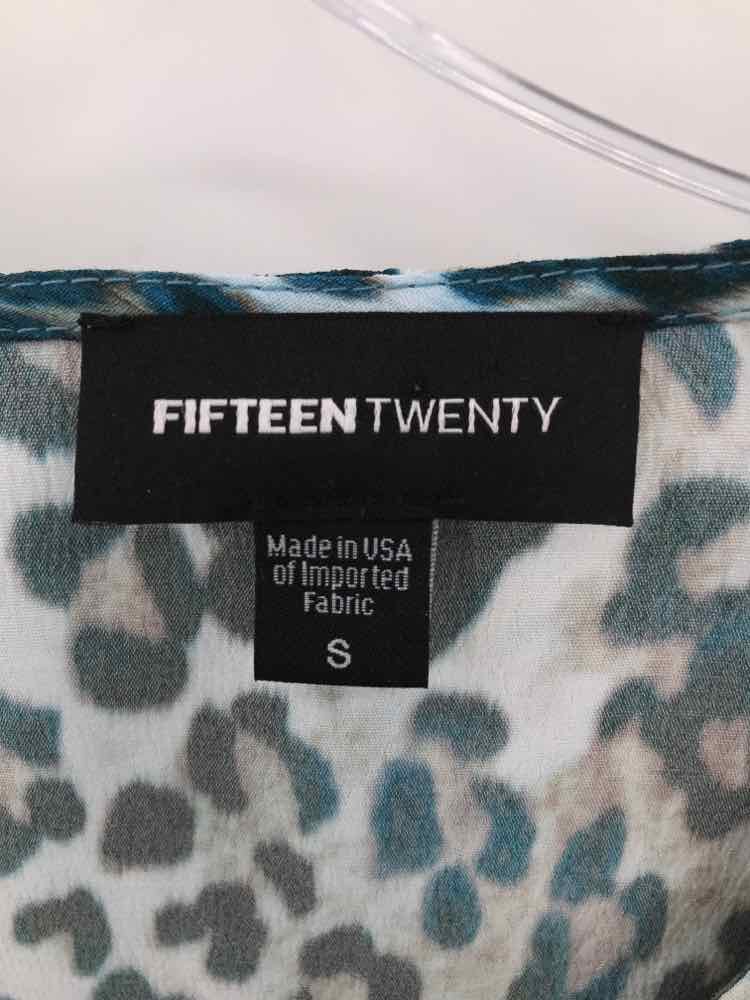 FIFTEEN TWENTY
Made in USA
of Imported
Fabric
S